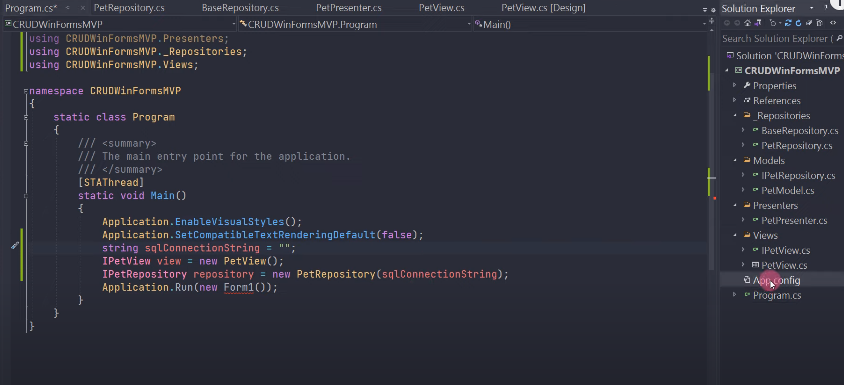 Program.cs* PetRepository.cs BaseRepository.cs PetPresenter.cs PetView.cs PetView.cs [Design]
CRUDWinFormsMVP CRUDWinFormsMVP.Program Main()
using CRUDWinFormsMVP.Presenters;
using CRUDWinFormsMVP._Repositories;
using CRUDWinFormsMVP.Views;
namespace CRUDWinFormsMVP
{
static class Program
{
/// <summary>
/// The main entry point for the application.
/// </summary>
[STAThread]
static void Main()
{
Application.EnableVisualStyles();
Application.SetCompatibleTextRenderingDefault(false);
string sqlConnectionString = "";
IPetView view = new PetView();
IPetRepository repository = new PetRepository(sqlConnectionString);
Application.Run(new Form1());
}
}
}
Solution Explorer
Search Solution Explorer (
Solution 'CRUDWinForms
CRUDWinFormsMVP
Properties
References
_Repositories
BaseRepository.cs
PetRepository.cs
Models
IPetRepository.cs
PetModel.cs
Presenters
PetPresenter.cs
Views
IPetView.cs
PetView.cs
App.config
Program.cs